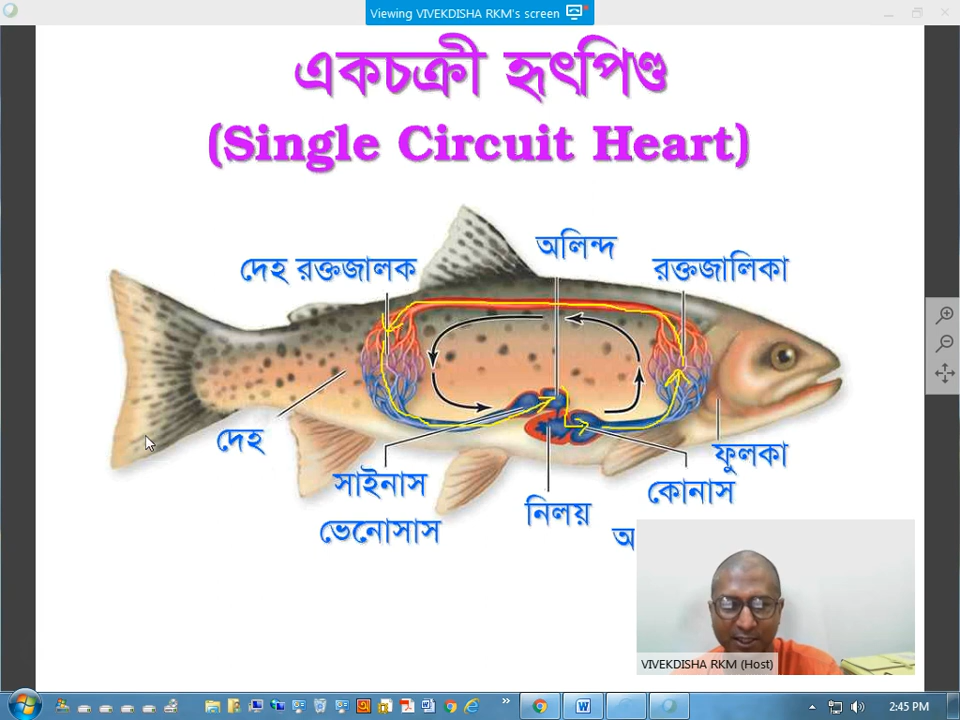 Viewing VIVEKDISHA RKM's screen
একচক্রী হৃৎপিণ্ড
(Single Circuit Heart)
অলিন্দ
দেহ রক্তজালক
রক্তজালিকা
দেহ
ফুলকা
সাইনাস
ভেনোসাস
কোনাস
নিলয়
VIVEKDISHA RKM (Host)
2:45 PM